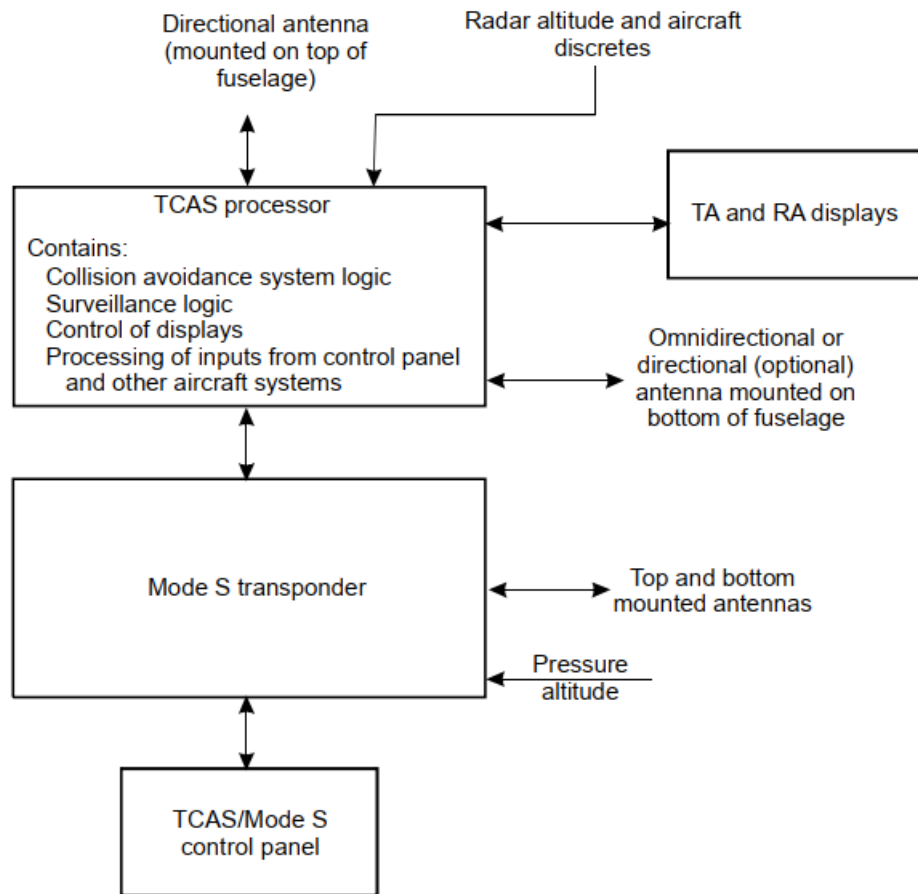 Directional antenna
(mounted on top of
fuselage)
Radar altitude and aircraft
discretes
TCAS processor
Contains:
Collision avoidance system logic
Surveillance logic
Control of displays
Processing of inputs from control panel
and other aircraft systems
TA and RA displays
Omnidirectional or
directional (optional)
antenna mounted on
bottom of fuselage
Mode S transponder
Top and bottom
mounted antennas
Pressure
altitude
TCAS/Mode S
control panel